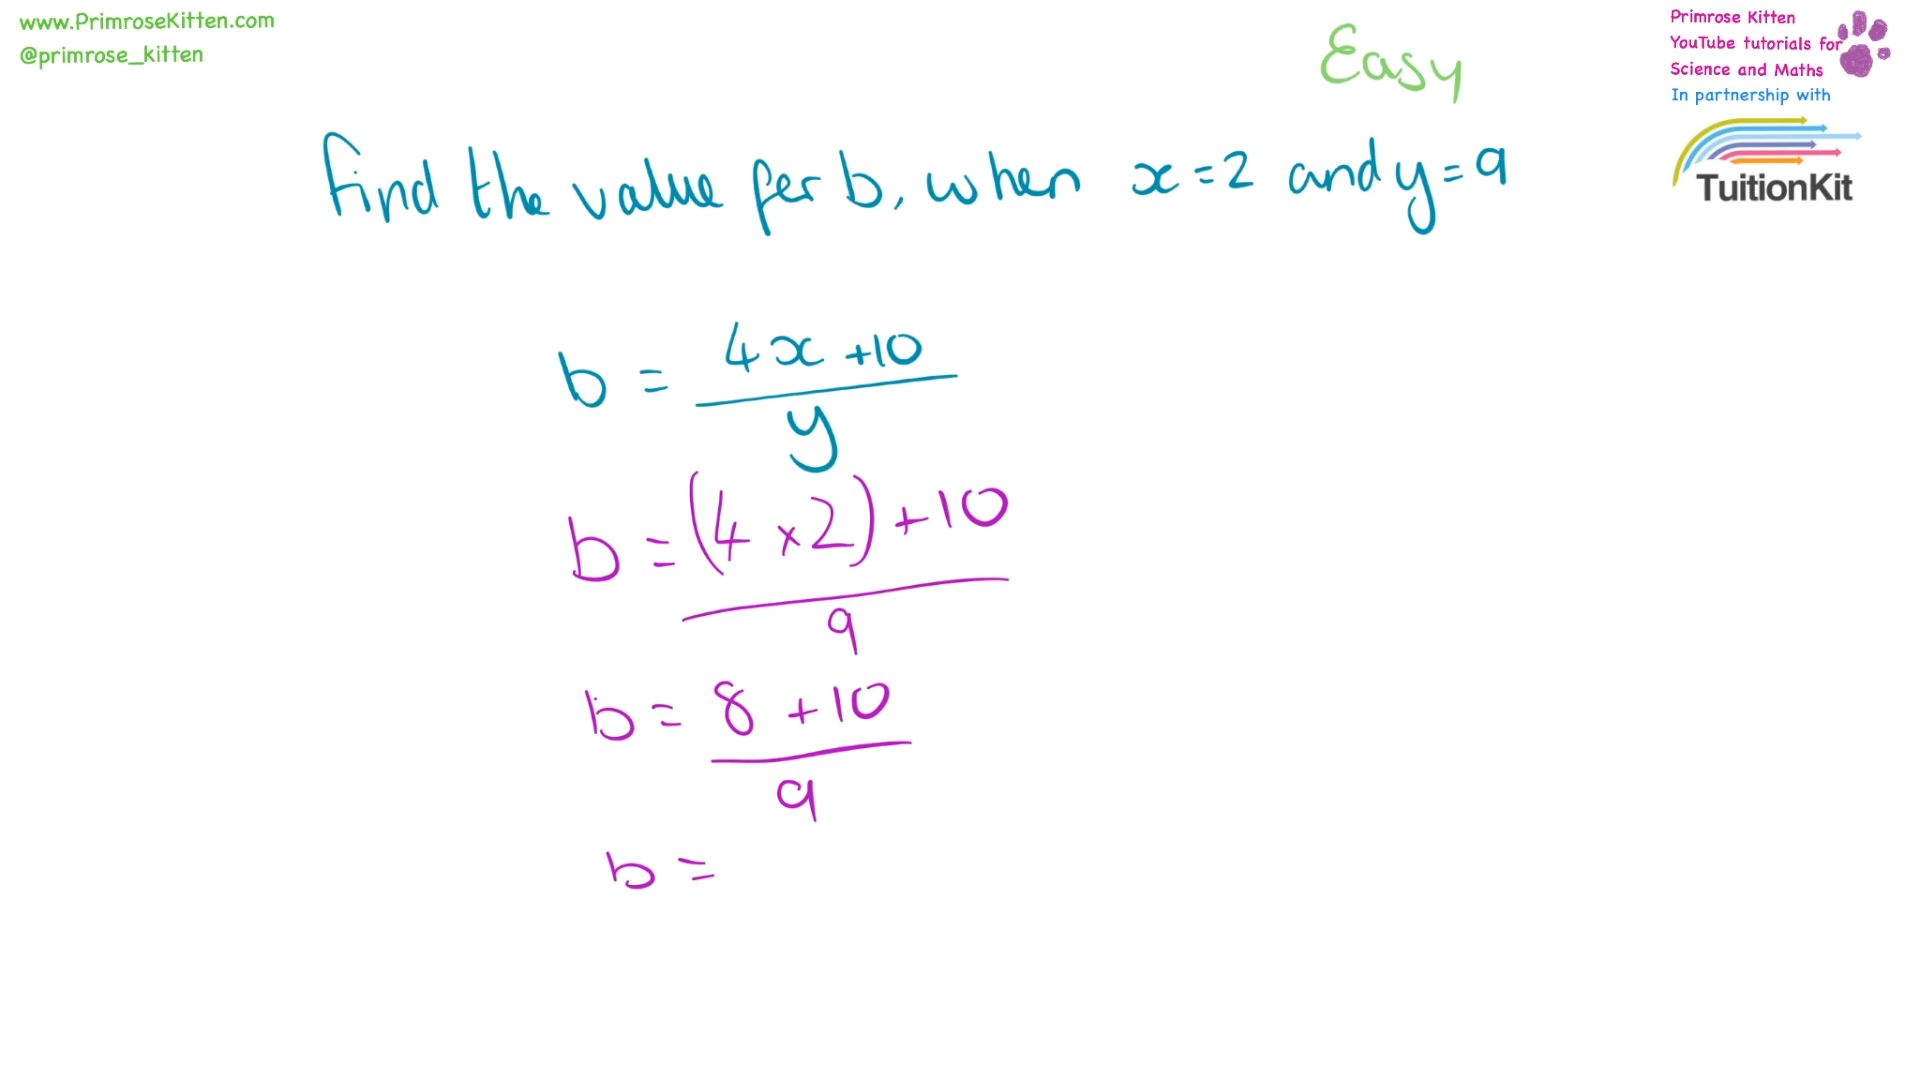 www.PrimroseKitten.com
@primrose_kitten
Easy
Primrose Kitten
YouTube tutorials for
Science and Maths
In partnership with
TuitionKit
Find the value for b, when x=2 and y=9
b = 4x +10
y
b = (4 × 2) +10
9
b = 8 +10
9
b =